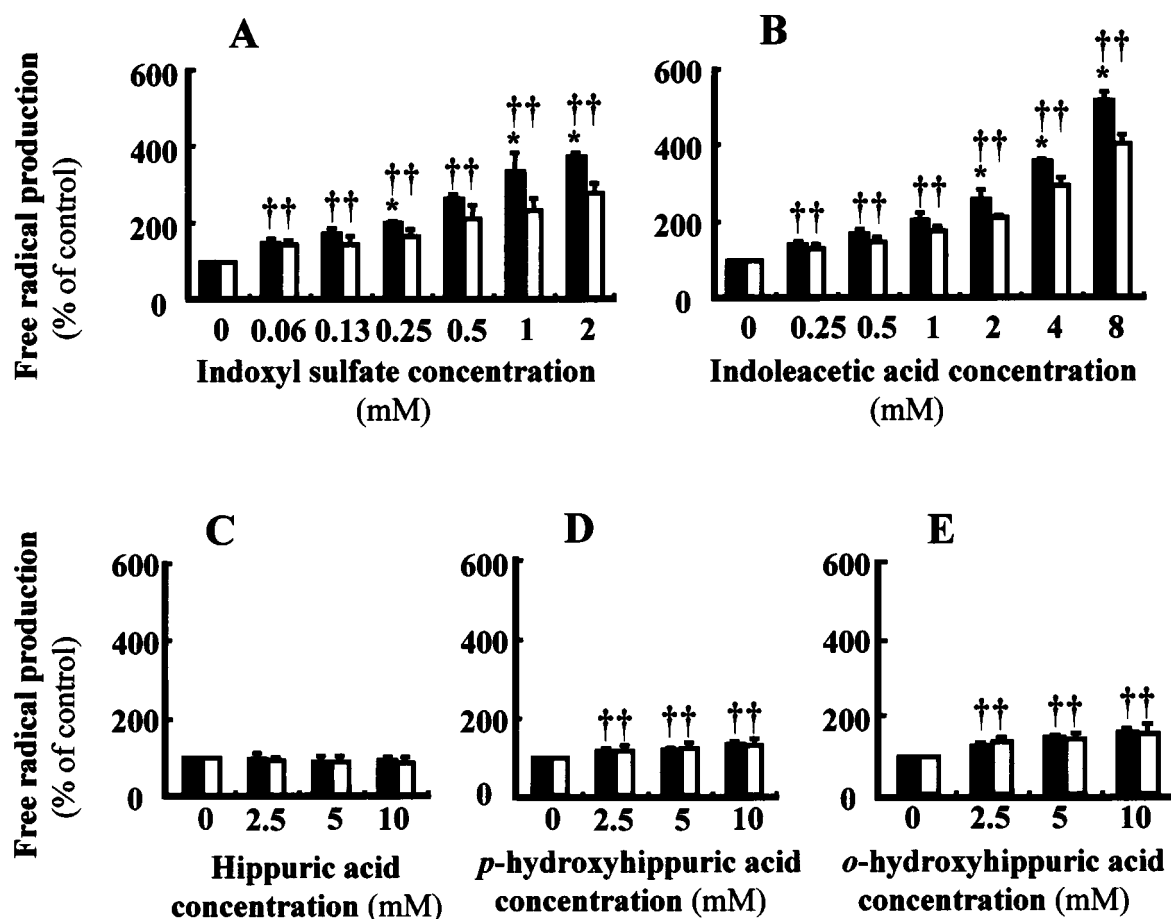 A
B
Free radical production
(% of control)
600
400
200
0
†† †† ††
* †† ††
* ††
*
0 0.06 0.13 0.25 0.5 1 2
Indoxyl sulfate concentration
(mM)
600
400
200
0
†† †† †† ††
* ††
* ††
*
0 0.25 0.5 1 2 4 8
Indoleacetic acid concentration
(mM)
C
D
E
Free radical production
(% of control)
600
400
200
0
0 2.5 5 10
Hippuric acid
concentration (mM)
600
400
200
0
†† †† ††
0 2.5 5 10
p-hydroxyhippuric acid
concentration (mM)
600
400
200
0
†† †† ††
0 2.5 5 10
o-hydroxyhippuric acid
concentration (mM)